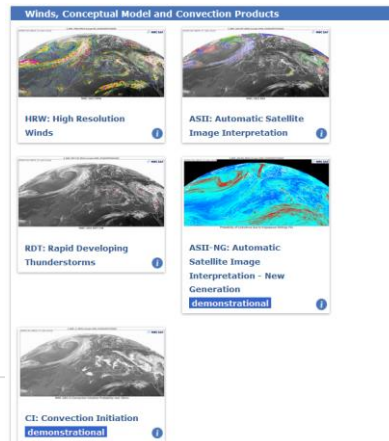 Winds, Conceptual Model and Convection Products
HRW: High Resolution
Winds
ASII: Automatic Satellite
Image Interpretation
RDT: Rapid Developing
Thunderstorms
ASII-NG: Automatic
Satellite Image
Interpretation - New
Generation
demonstrational
CI: Convection Initiation
demonstrational